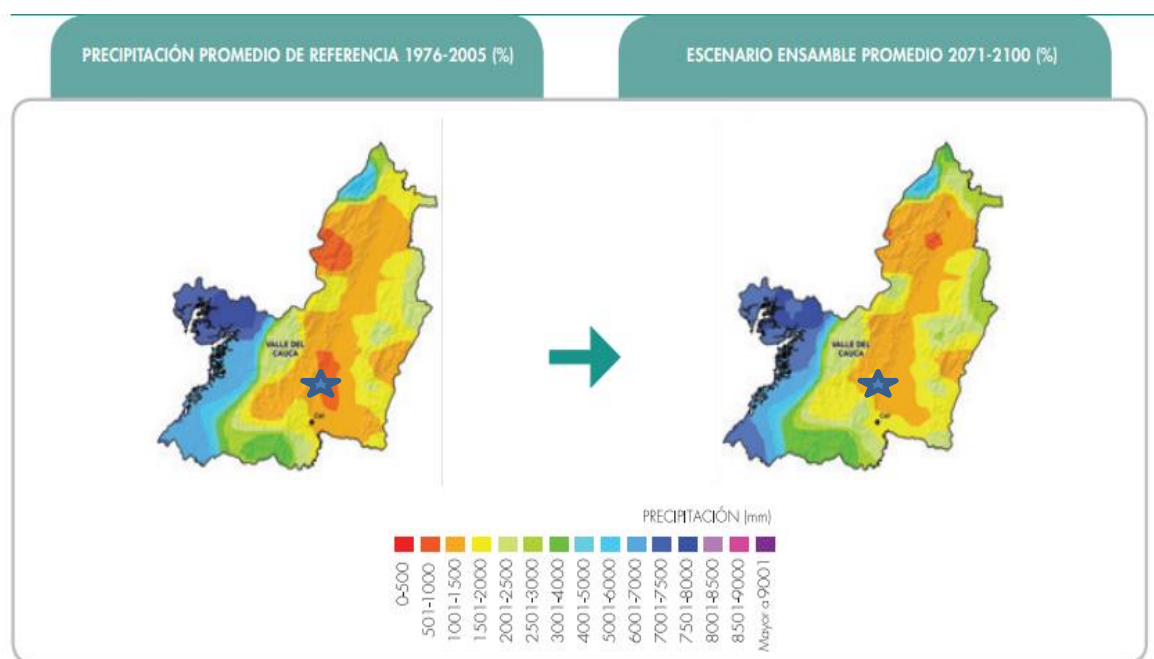 PRECIPITACIÓN PROMEDIO DE REFERENCIA 1976-2005 (%)
ESCENARIO ENSAMBLE PROMEDIO 2071-2100 (%)
VALLE DEL
CAUCA
Cali
VALLE DEL
CAUCA
Cali
PRECIPITACIÓN (mm)
0-500
501-1000
1001-1500
1501-2000
2001-2500
2501-3000
3001-4000
4001-5000
5001-6000
6001-7000
7001-7500
7501-8000
8001-8500
8501-9000
Mayor a 9001